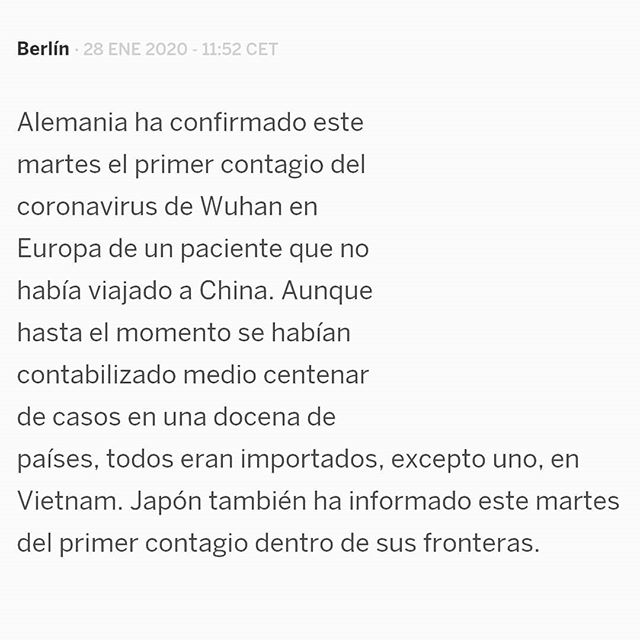 Berlín · 28 ENE 2020 - 11:52 CET
Alemania ha confirmado este
martes el primer contagio del
coronavirus de Wuhan en
Europa de un paciente que no
había viajado a China. Aunque
hasta el momento se habían
contabilizado medio centenar
de casos en una docena de
países, todos eran importados, excepto uno, en
Vietnam. Japón también ha informado este martes
del primer contagio dentro de sus fronteras.